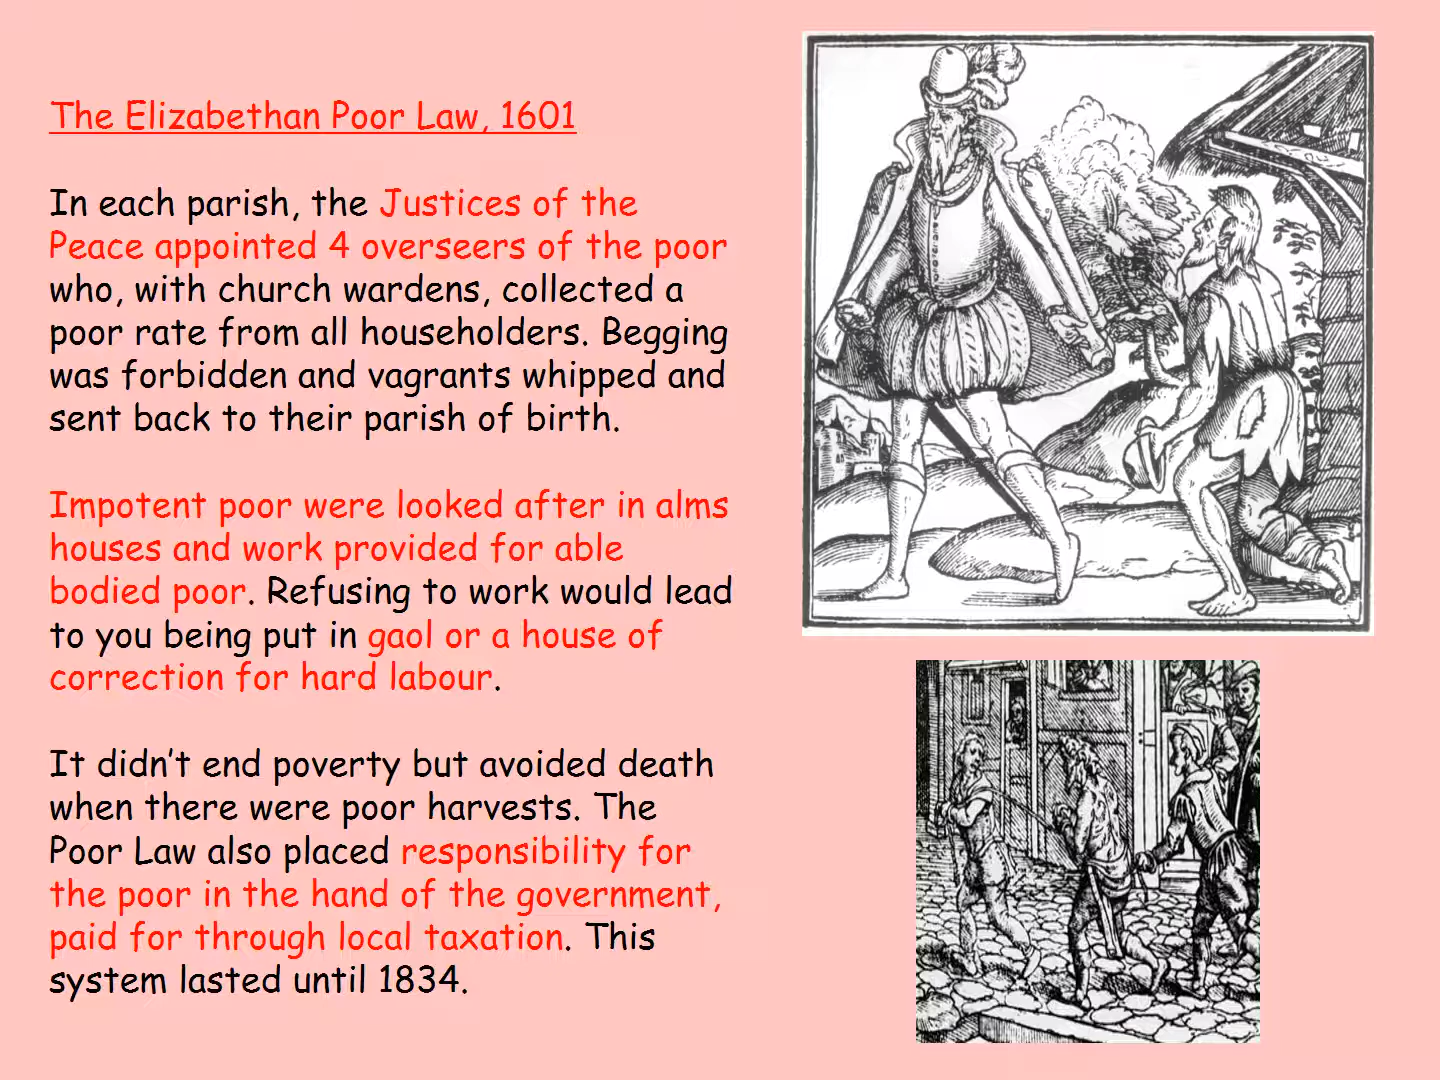 The Elizabethan Poor Law, 1601
In each parish, the Justices of the
Peace appointed 4 overseers of the poor
who, with church wardens, collected a
poor rate from all householders. Begging
was forbidden and vagrants whipped and
sent back to their parish of birth.
Impotent poor were looked after in alms
houses and work provided for able
bodied poor. Refusing to work would lead
to you being put in gaol or a house of
correction for hard labour.
It didn’t end poverty but avoided death
when there were poor harvests. The
Poor Law also placed responsibility for
the poor in the hand of the government,
paid for through local taxation. This
system lasted until 1834.